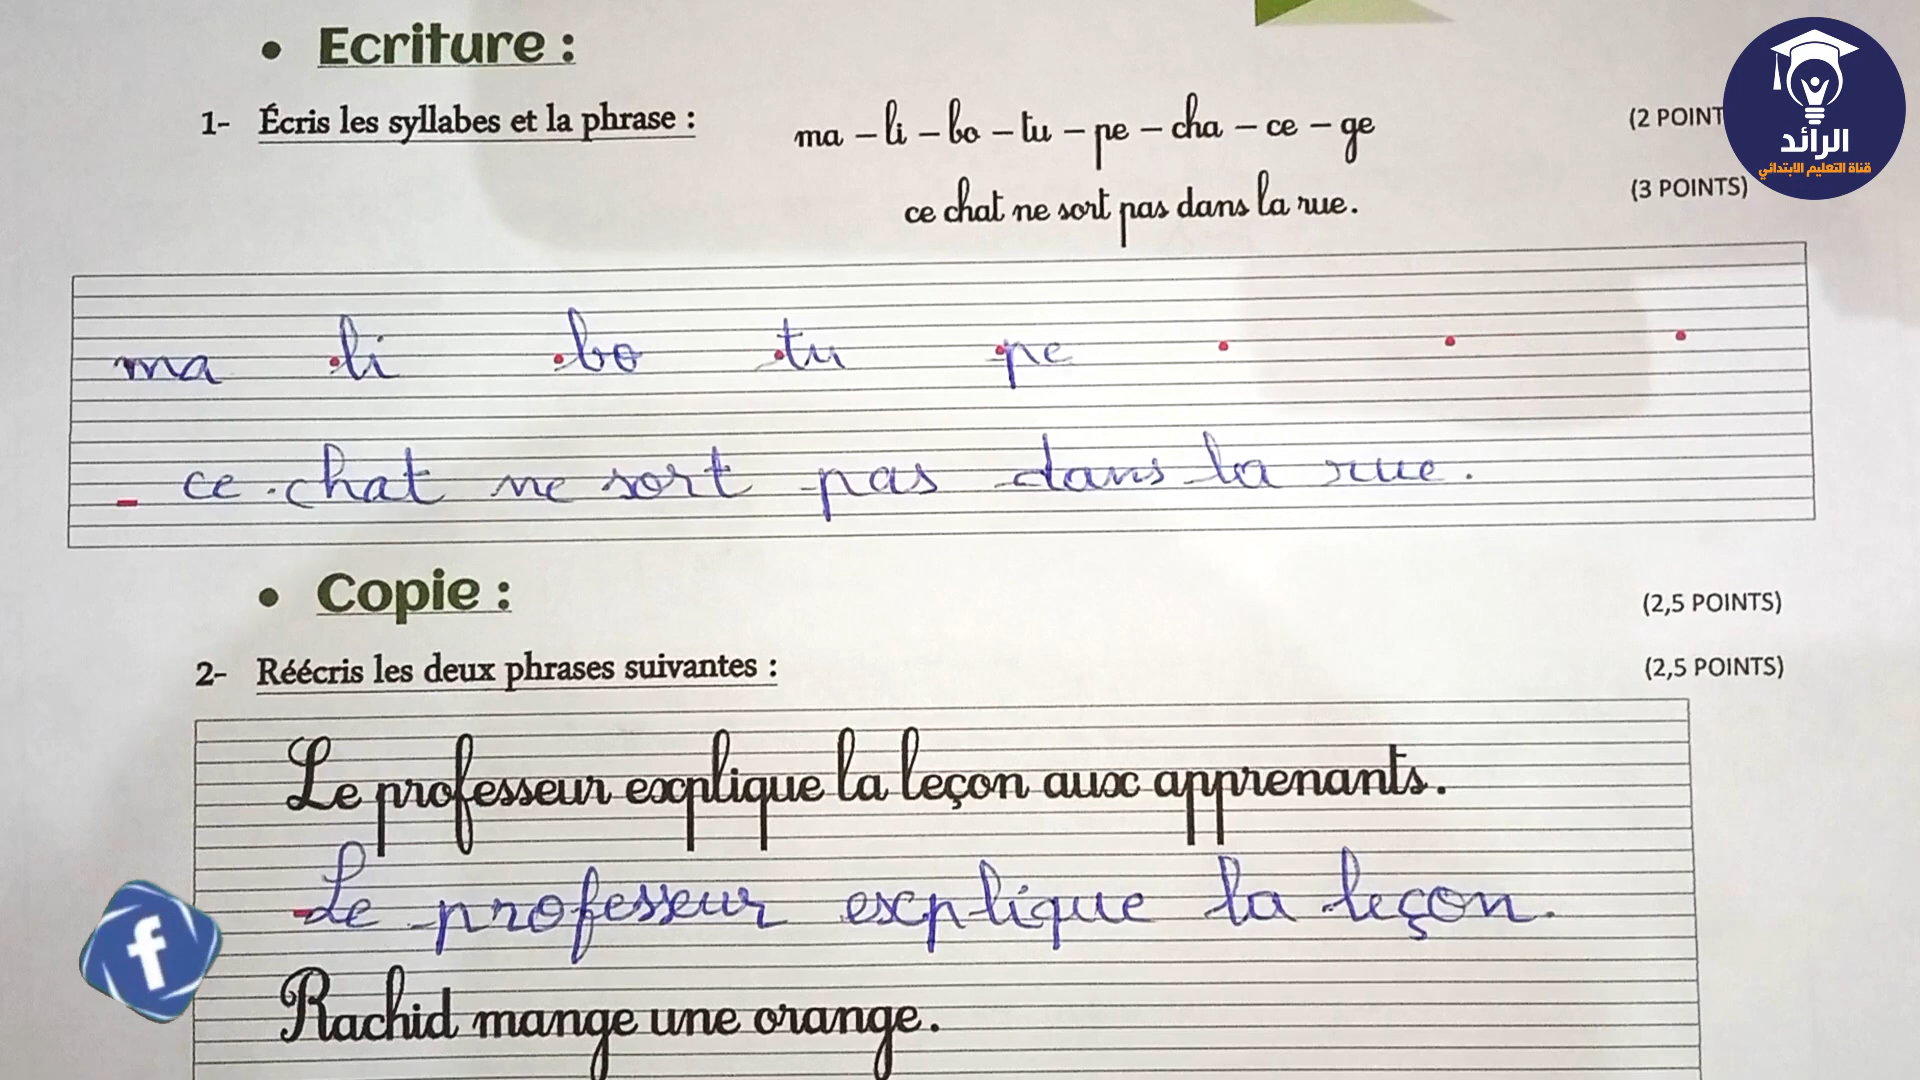 • Ecriture :
1- Écris les syllabes et la phrase : ma – li – bo – tu – pe – cha – ce – ge (2 POINT
ce chat ne sort pas dans la rue. (3 POINTS)
الرائد
قناة التعليم الابتدائي
ma li bo tu pe
ce chat ne sort pas dans la rue.
• Copie : (2,5 POINTS)
2- Réécris les deux phrases suivantes : (2,5 POINTS)
Le professeur explique la leçon aux apprenants.
Le professeur explique la leçon.
Rachid mange une orange.